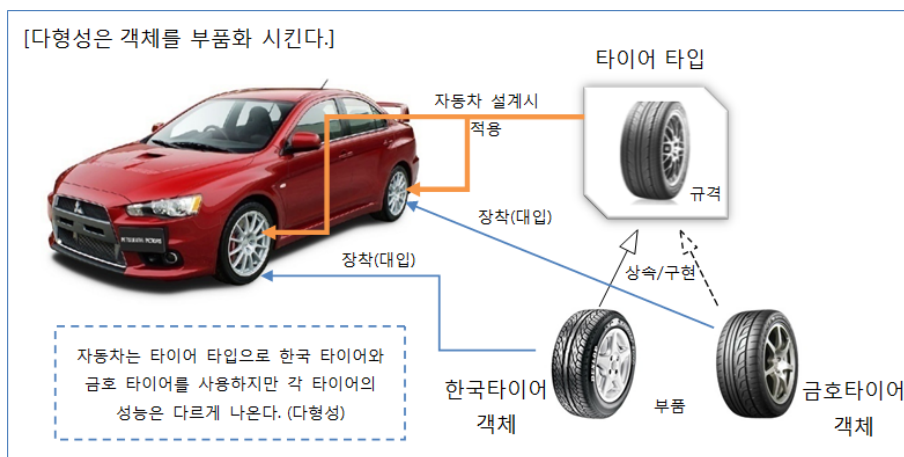 [다형성은 객체를 부품화 시킨다.]
타이어 타입
자동차 설계시
적용
규격
장착(대입)
장착(대입)
상속/구현
자동차는 타이어 타입으로 한국 타이어와
금호 타이어를 사용하지만 각 타이어의
성능은 다르게 나온다. (다형성)
한국타이어
객체
부품
금호타이어
객체